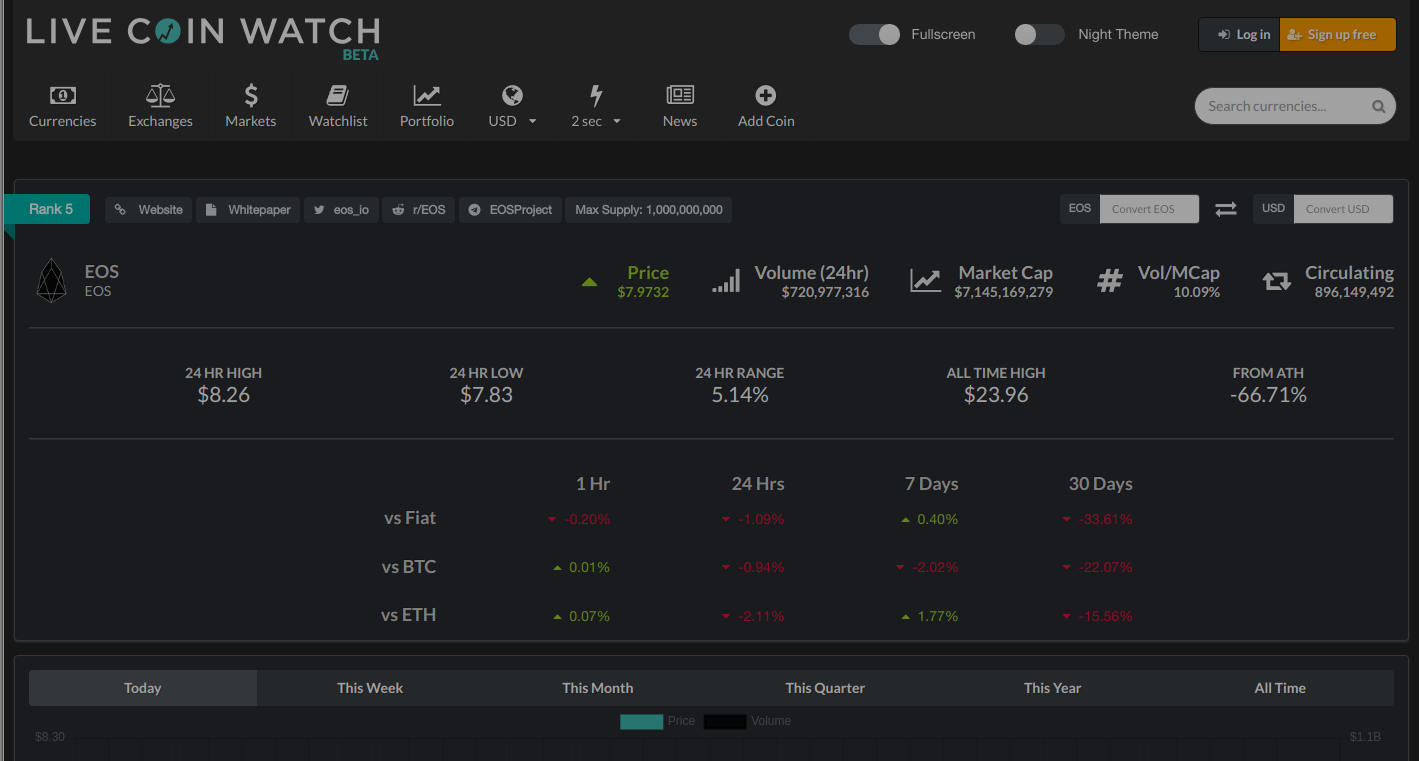 LIVE COIN WATCH
BETA
Fullscreen
Night Theme
Log in
Sign up free
Currencies
Exchanges
Markets
Watchlist
Portfolio
USD
2 sec
News
Add Coin
Search currencies...
Rank 5
Website
Whitepaper
eos_io
r/EOS
EOSProject
Max Supply: 1,000,000,000
EOS
Convert EOS
USD
Convert USD
EOS
EOS
Price
$7.9732
Volume (24hr)
$720,977,316
Market Cap
$7,145,169,279
Vol/MCap
10.09%
Circulating
896,149,492
24 HR HIGH
$8.26
24 HR LOW
$7.83
24 HR RANGE
5.14%
ALL TIME HIGH
$23.96
FROM ATH
-66.71%
1 Hr 24 Hrs 7 Days 30 Days
vs Fiat -0.20% -1.09% 0.40% -33.61%
vs BTC 0.01% -0.94% -2.02% -22.07%
vs ETH 0.07% -2.11% 1.77% -15.56%
Today This Week This Month This Quarter This Year All Time
Price Volume
$8.30 $1.1B